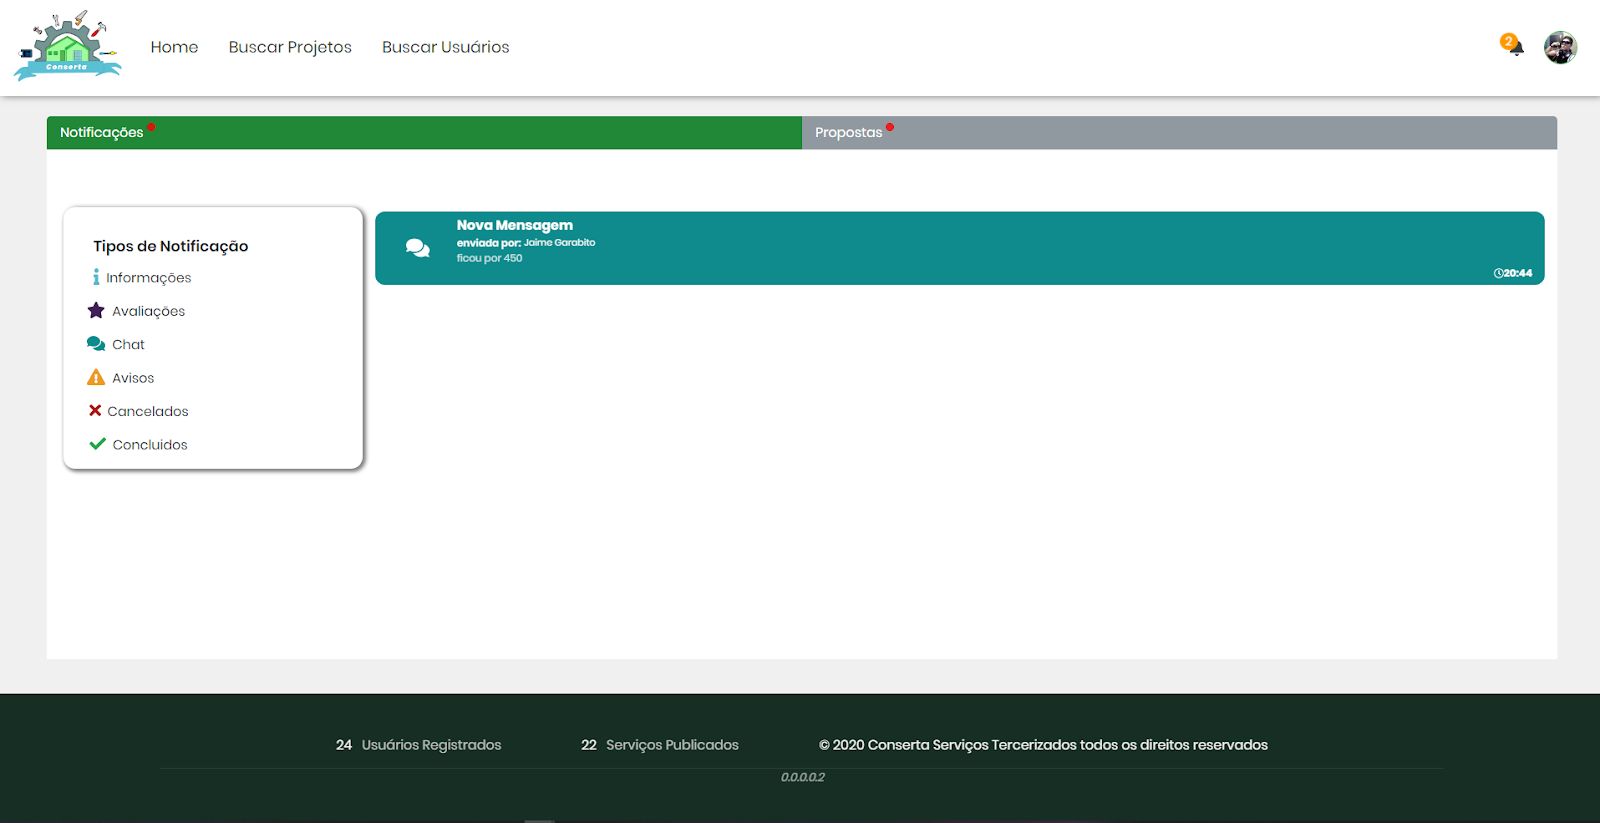 Conserta
Home
Buscar Projetos
Buscar Usuários
2
Notificações
Propostas
Tipos de Notificação
Informações
Avaliações
Chat
Avisos
Cancelados
Concluidos
Nova Mensagem
enviada por: Jaime Garabito
ficou por 450
20:44
24 Usuários Registrados
22 Serviços Publicados
© 2020 Conserta Serviços Tercerizados todos os direitos reservados
0.0.0.0.2